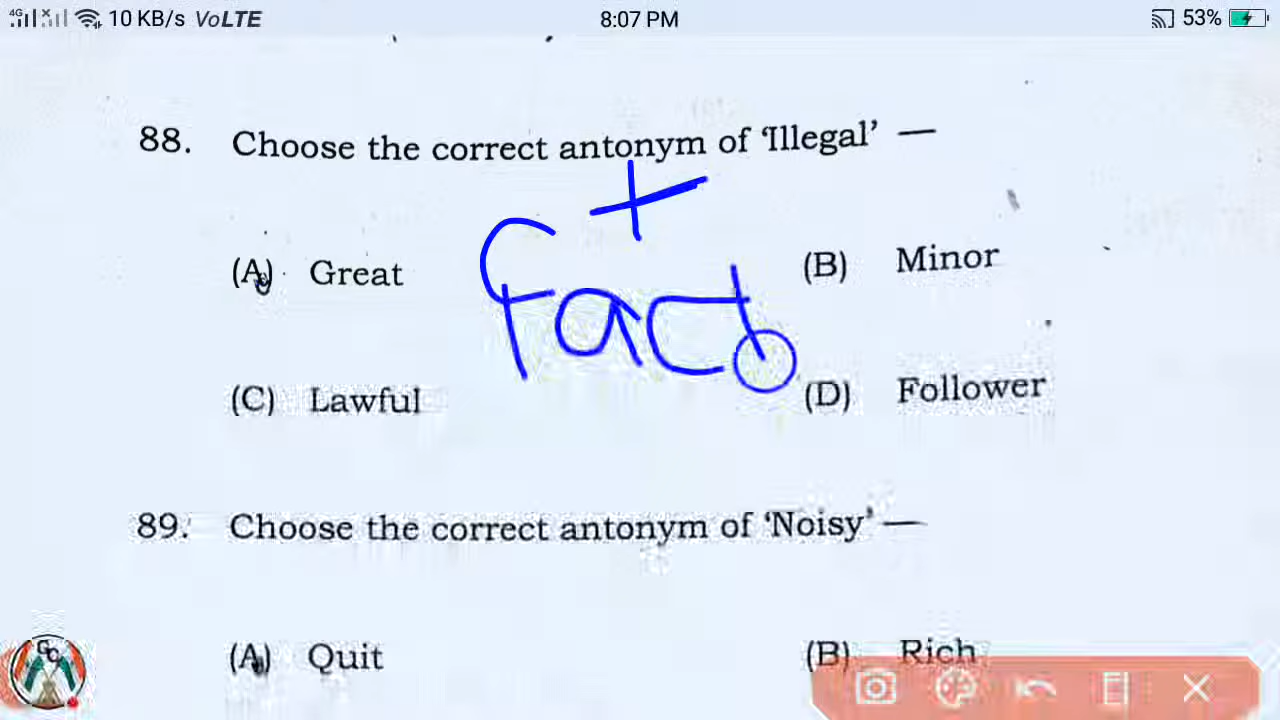 4G 10 KB/s VoLTE 8:07 PM 53%
88. Choose the correct antonym of ‘Illegal’ —
(A) Great (B) Minor
Fact
(C) Lawful (D) Follower
89. Choose the correct antonym of ‘Noisy’ —
(A) Quit (B) Rich